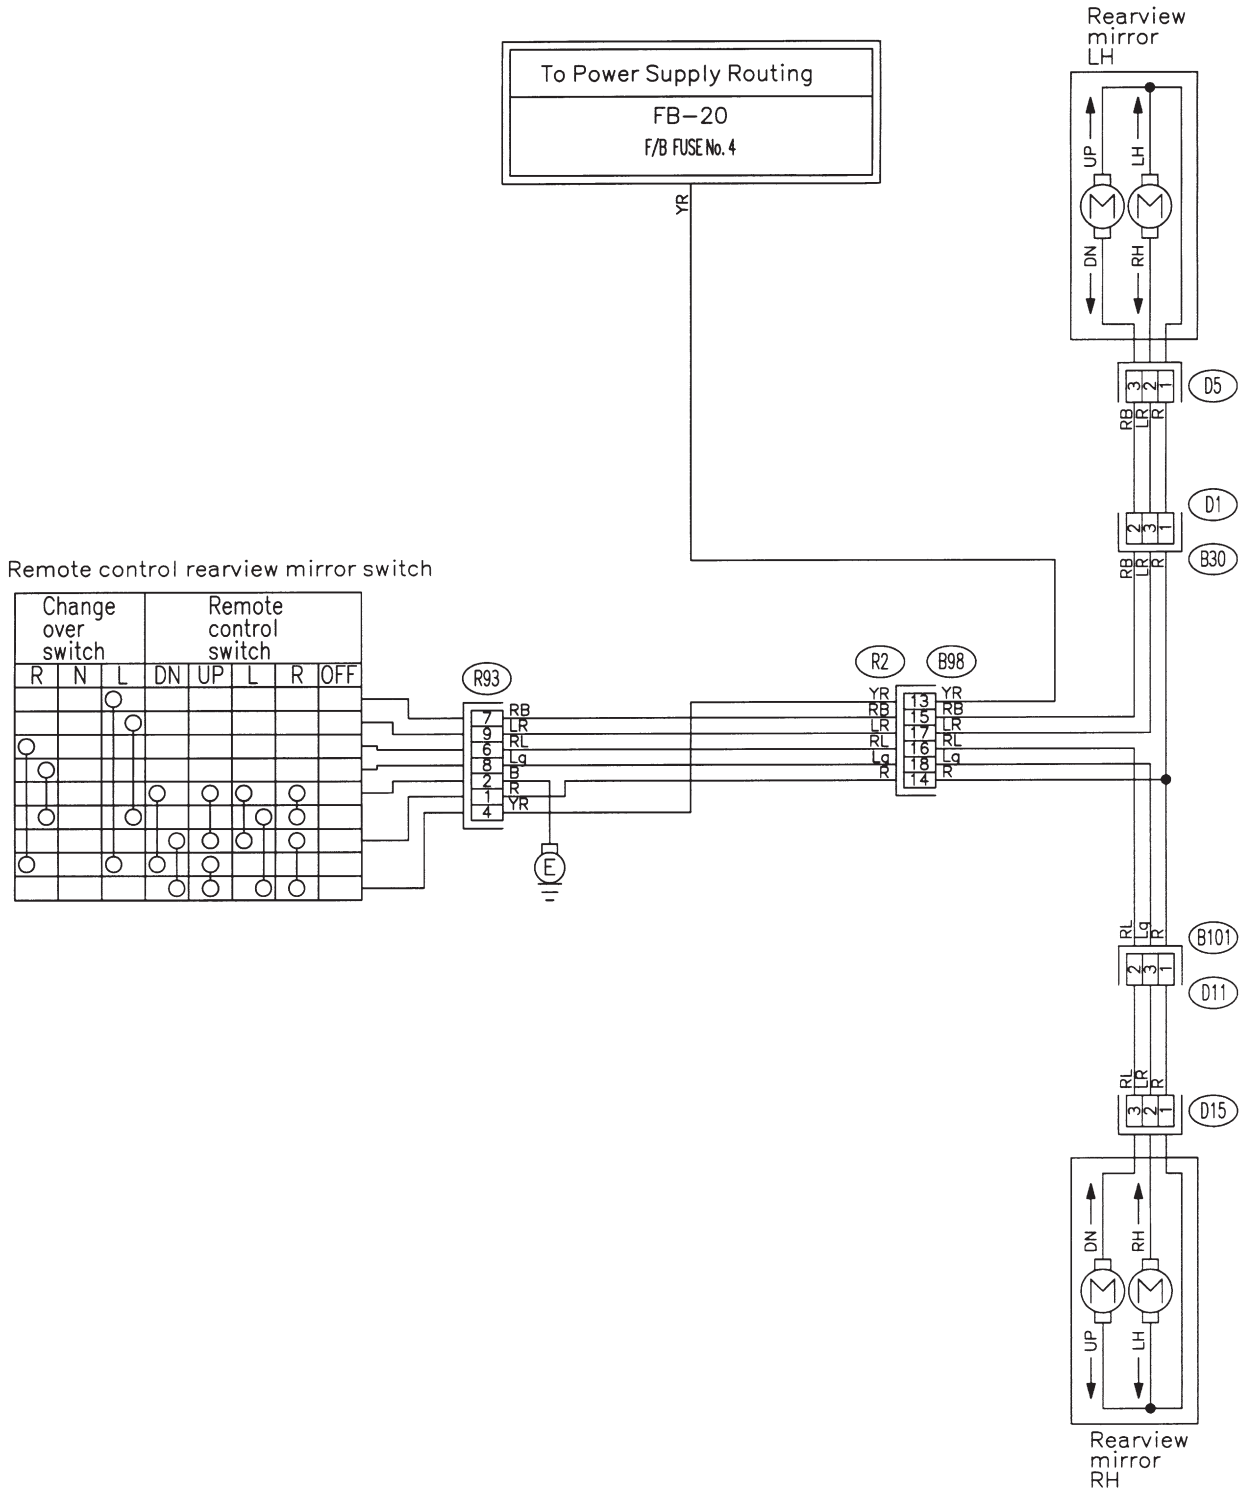 Rearview
mirror
LH
To Power Supply Routing
FB-20
F/B FUSE No. 4
YR
UP
LH
M
M
DN
RH
3 2 1
D5
RB LR R
D1
2 3 1
B30
RB LR R
Remote control rearview mirror switch
Change over switch
Remote control switch
R N L DN UP L R OFF
R93
7 RB
9 LR
6 RL
8 Lg
2 B
1 R
4 YR
E
R2
B98
YR 13 YR
RB 15 RB
LR 17 LR
RL 16 RL
Lg 18 Lg
R 14 R
RL Lg R
B101
2 3 1
D11
RL LR R
3 2 1
D15
DN
RH
M
M
UP
LH
Rearview
mirror
RH